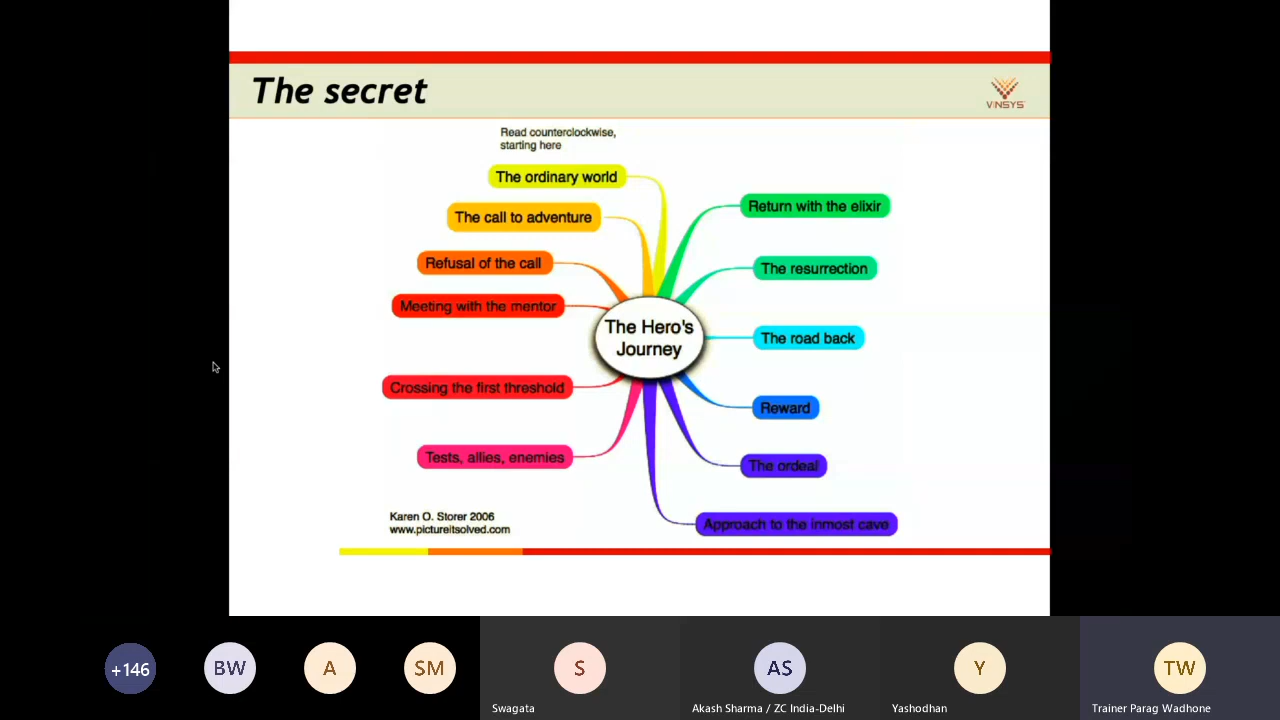 The secret
VINSYS
Read counterclockwise,
starting here
The ordinary world
The call to adventure
Refusal of the call
Meeting with the mentor
Crossing the first threshold
Tests, allies, enemies
The Hero's
Journey
Approach to the inmost cave
The ordeal
Reward
The road back
The resurrection
Return with the elixir
Karen O. Storer 2006
www.pictureitsolved.com
+146
BW
A
SM
S
AS
Y
TW
Swagata
Akash Sharma / ZC India-Delhi
Yashodhan
Trainer Parag Wadhone